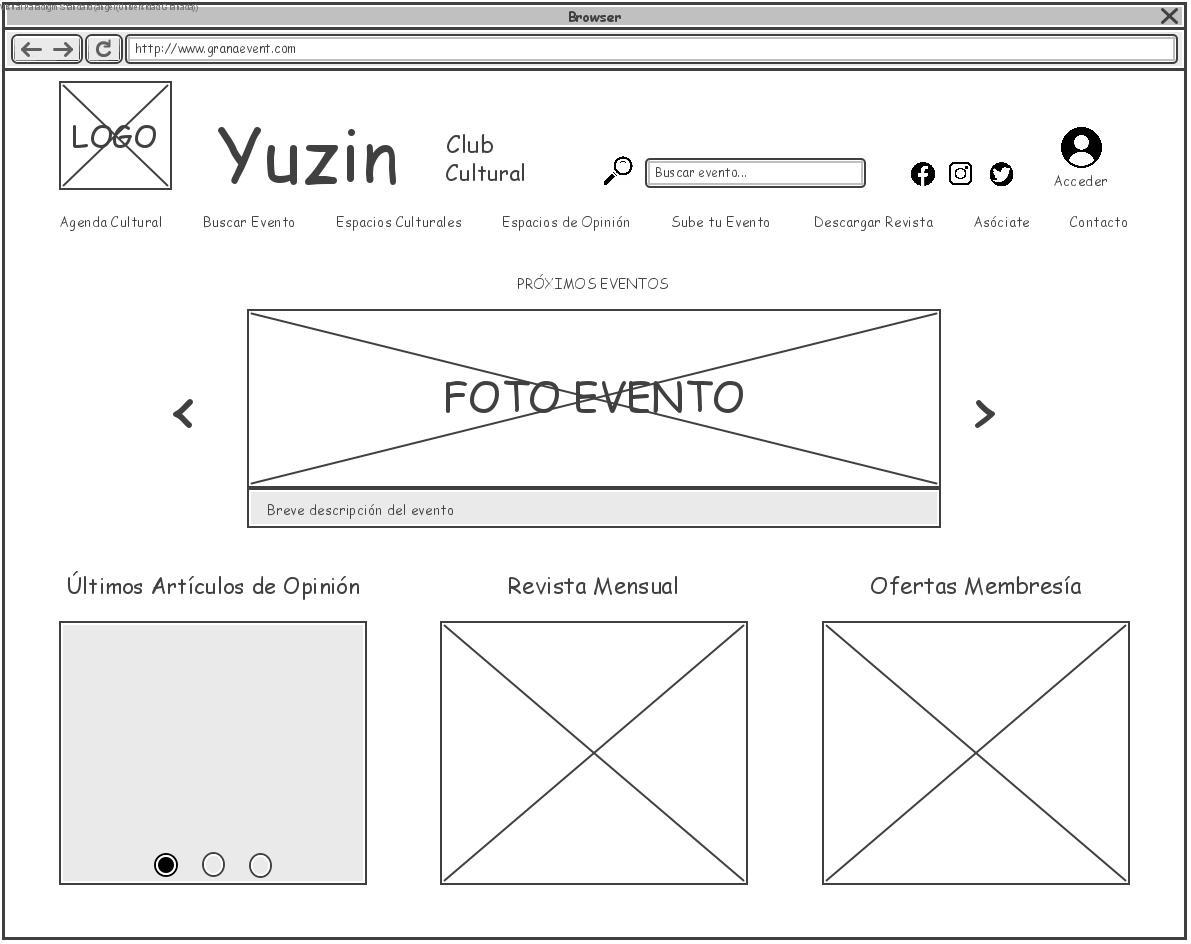 Browser
http://www.granaevent.com
LOGO
Yuzin
Club
Cultural
Buscar evento...
Acceder
Agenda Cultural
Buscar Evento
Espacios Culturales
Espacios de Opinión
Sube tu Evento
Descargar Revista
Asóciate
Contacto
PRÓXIMOS EVENTOS
FOTO EVENTO
Breve descripción del evento
Últimos Artículos de Opinión
Revista Mensual
Ofertas Membresía